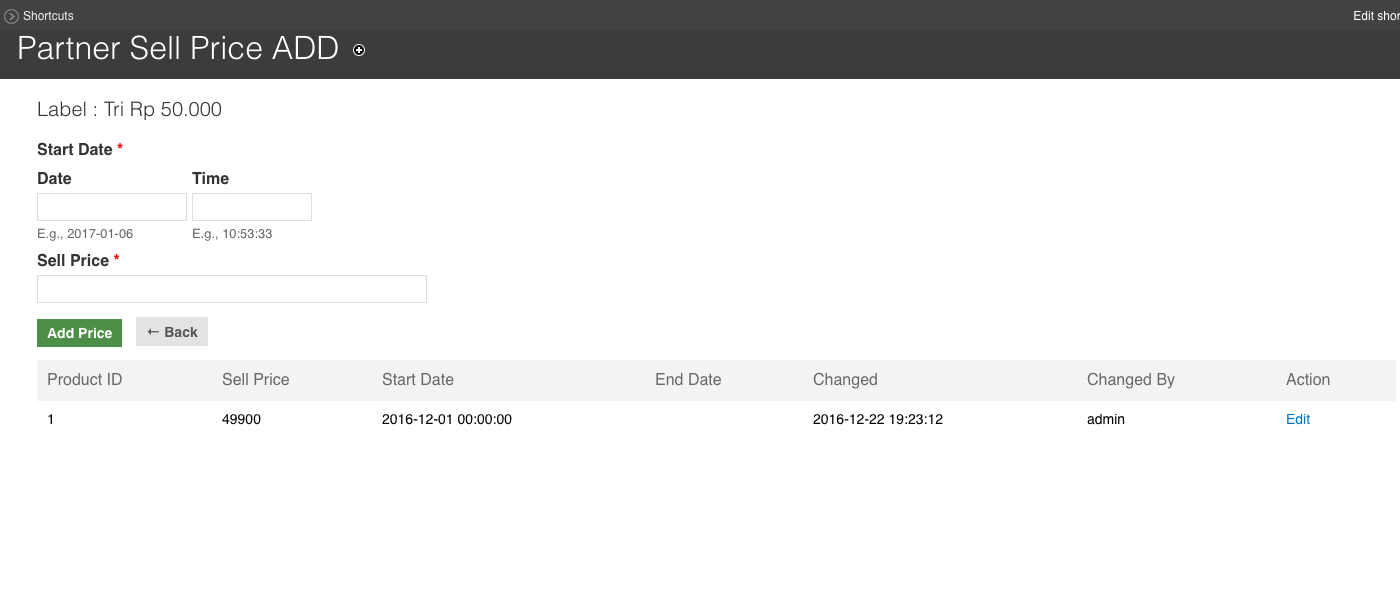 Shortcuts
Edit shor
Partner Sell Price ADD
Label : Tri Rp 50.000
Start Date *
Date Time
E.g., 2017-01-06 E.g., 10:53:33
Sell Price *
Add Price ← Back
Product ID Sell Price Start Date End Date Changed Changed By Action
1 49900 2016-12-01 00:00:00 2016-12-22 19:23:12 admin Edit